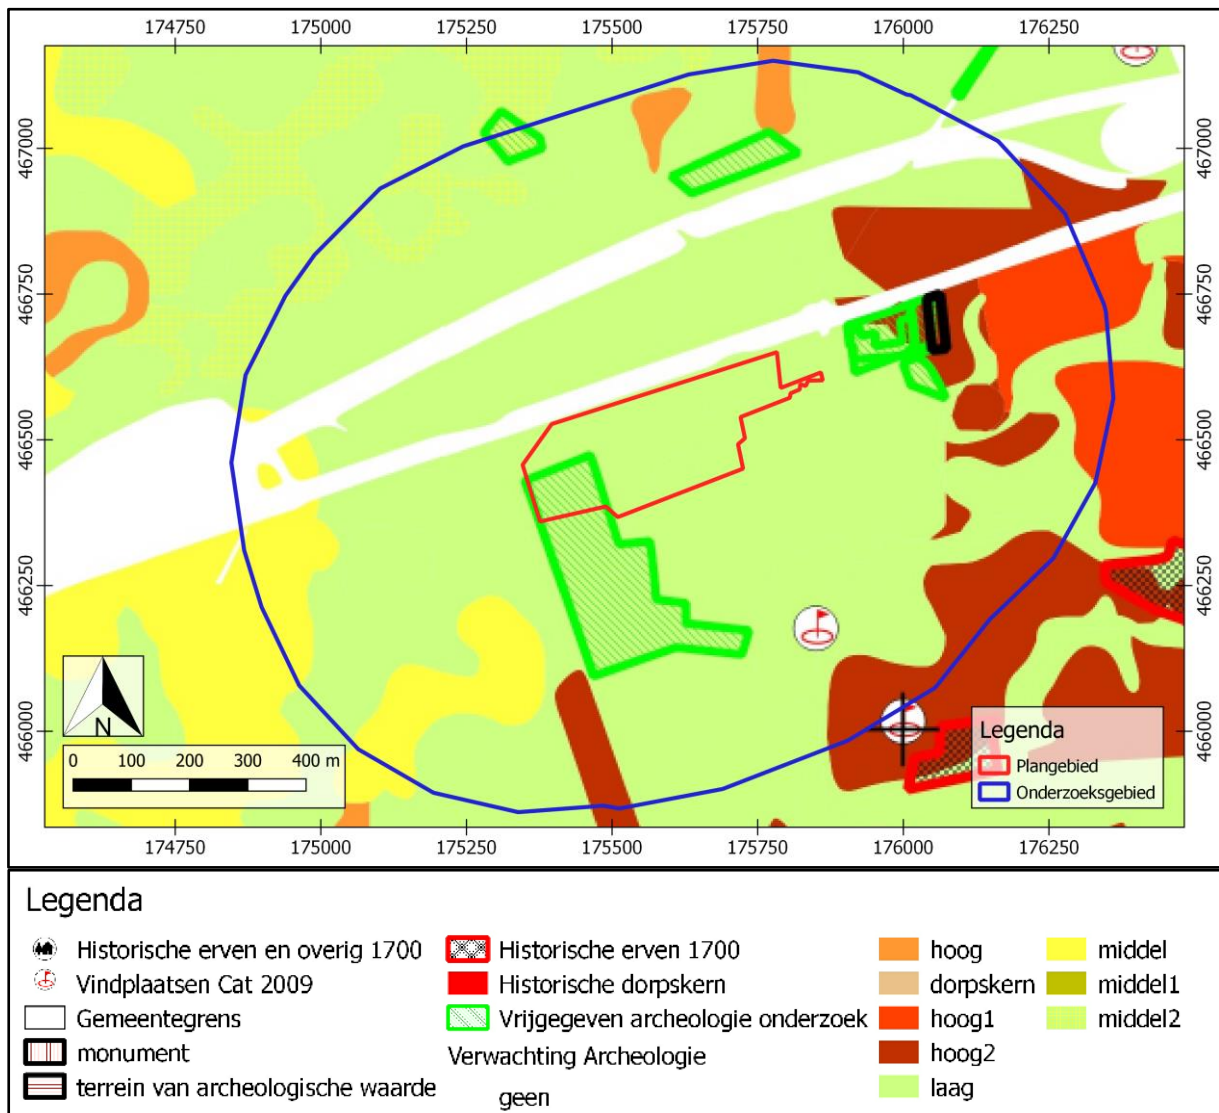 174750 175000 175250 175500 175750 176000 176250
467000 467000
466750 466750
466500 466500
466250 466250
466000 466000
N
0 100 200 300 400 m
Legenda
Plangebied
Onderzoeksgebied
174750 175000 175250 175500 175750 176000 176250
Legenda
Historische erven en overig 1700
Vindplaatsen Cat 2009
Gemeentegrens
monument
terrein van archeologische waarde
Historische erven 1700
Historische dorpskern
Vrijgegeven archeologie onderzoek
Verwachting Archeologie
geen
hoog
dorpskern
hoog1
hoog2
laag
middel
middel1
middel2